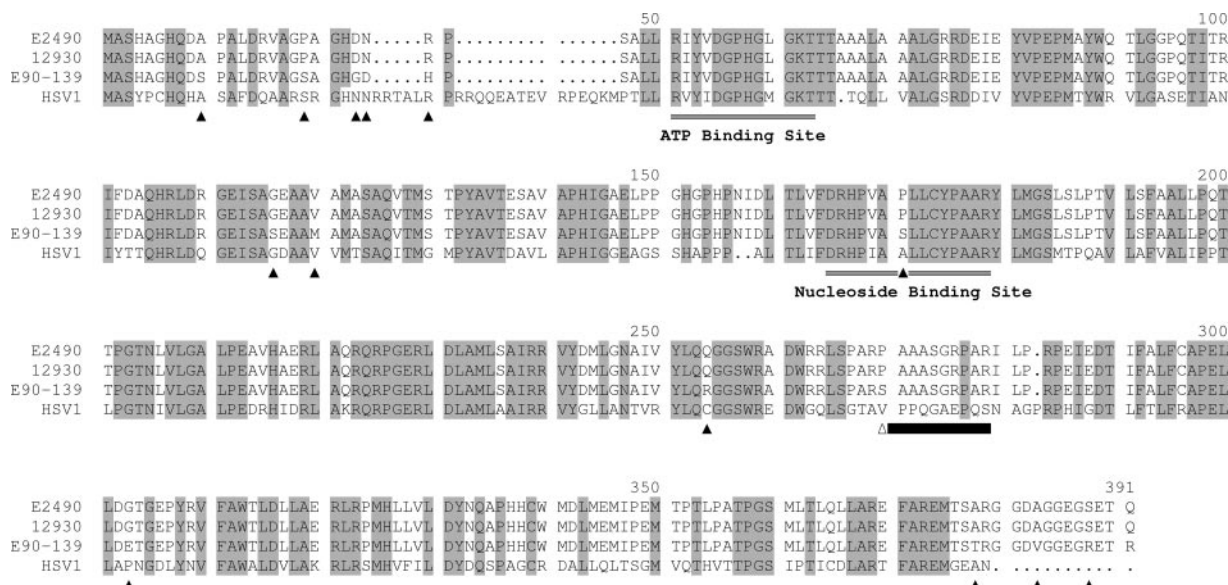 50 100
E2490 MASHAGHQDA PALDRVAGPA GHDN.....R P......... ......SALL RIYVDGPHGL GKTTTAAALA AALGRRDEIE YVPEPMAYWQ TLGGPQTITR
12930 MASHAGHQDA PALDRVAGPA GHDN.....R P......... ......SALL RIYVDGPHGL GKTTTAAALA AALGRRDEIE YVPEPMAYWQ TLGGPQTITR
E90-139 MASHAGHQDS PALDRVAGSA GHGD.....H P......... ......SALL RIYVDGPHGL GKTTTAAALA AALGRRDEIE YVPEPMAYWQ TLGGPQTITR
HSV1 MASYPCHQHA SAFDQAARSR GHNNRRTALR PRRQQEATEV RPEQKMPTLL RVYIDGPHGM GKTTT.TQLL VALGSRDDIV YVPEPMTYWR VLGASETIAN
ATP Binding Site
150 200
E2490 IFDAQHRLDR GEISAGEAAV AMASAQVTMS TPYAVTESAV APHIGAELPP GHGPHPNIDL TLVFDRHPVA PLLCYPAARY LMGSLSLPTV LSFAALLPQT
12930 IFDAQHRLDR GEISAGEAAV AMASAQVTMS TPYAVTESAV APHIGAELPP GHGPHPNIDL TLVFDRHPVA PLLCYPAARY LMGSLSLPTV LSFAALLPQT
E90-139 IFDAQHRLDR GEISASEAAM AMASAQVTMS TPYAVTESAV APHIGAELPP GHGPHPNIDL TLVFDRHPVA SLLCYPAARY LMGSLSLPTV LSFAALLPQT
HSV1 IYTTQHRLDQ GEISAGDAAV VMTSAQITMG MPYAVTDAVL APHIGGEAGS SHAPPP..AL TLIFDRHPIA ALLCYPAARY LMGSMTPQAV LAFVALIPPT
Nucleoside Binding Site
250 300
E2490 TPGTNLVLGA LPEAVHAERL AQRQRPGERL DLAMLSAIRR VYDMLGNAIV YLQQGGSWRA DWRRLSPARP AAASGRPARI LP.RPEIEDT IFALFCAPEL
12930 TPGTNLVLGA LPEAVHAERL AQRQRPGERL DLAMLSAIRR VYDMLGNAIV YLQQGGSWRA DWRRLSPARP AAASGRPARI LP.RPEIEDT IFALFCAPEL
E90-139 TPGTNLVLGA LPEAVHAERL AQRQRPGERL DLAMLSAIRR VYDMLGNAIV YLQRGGSWRA DWRRLSPARS AAASGRPARI LP.RPEIEDT IFALFCAPEL
HSV1 LPGTNIVLGA LPEDRHIDRL AKRQRPGERL DLAMLAAIRR VYGLLANTVR YLQCGGSWRE DWGQLSGTAV PPQGAEPQSN AGPRPHIGDT LFTLFRAPEL
350 391
E2490 LDGTGEPYRV FAWTLDLLAE RLRPMHLLVL DYNQAPHHCW MDLMEMIPEM TPTLPATPGS MLTLQLLARE FAREMTSARG GDAGGEGSET Q
12930 LDGTGEPYRV FAWTLDLLAE RLRPMHLLVL DYNQAPHHCW MDLMEMIPEM TPTLPATPGS MLTLQLLARE FAREMTSARG GDAGGEGSET Q
E90-139 LDETGEPYRV FAWTLDLLAE RLRPMHLLVL DYNQAPHHCW MDLMEMIPEM TPTLPATPGS MLTLQLLARE FAREMTSTRG GDVGGEGRET R
HSV1 LAPNGDLYNV FAWALDVLAK RLRSMHVFIL DYDQSPAGCR DALLQLTSGM VQTHVTTPGS IPTICDLART FAREMGEAN. .......... .